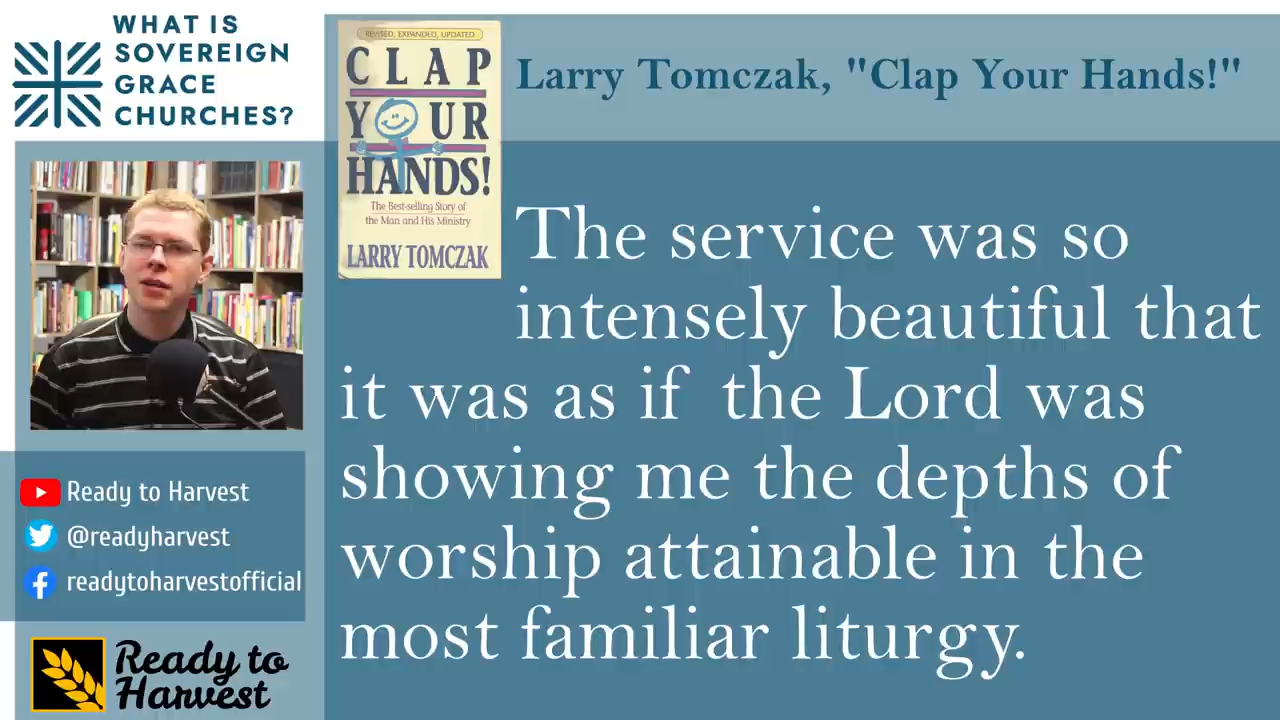 WHAT IS
SOVEREIGN
GRACE
CHURCHES?
REVISED, EXPANDED, UPDATED
CLAP
YOUR
HANDS!
The Best-selling Story of
the Man and His Ministry
LARRY TOMCZAK
Larry Tomczak, "Clap Your Hands!"
The service was so
intensely beautiful that
it was as if the Lord was
showing me the depths of
worship attainable in the
most familiar liturgy.
Ready to Harvest
@readyharvest
readytoharvestofficial
Ready to
Harvest